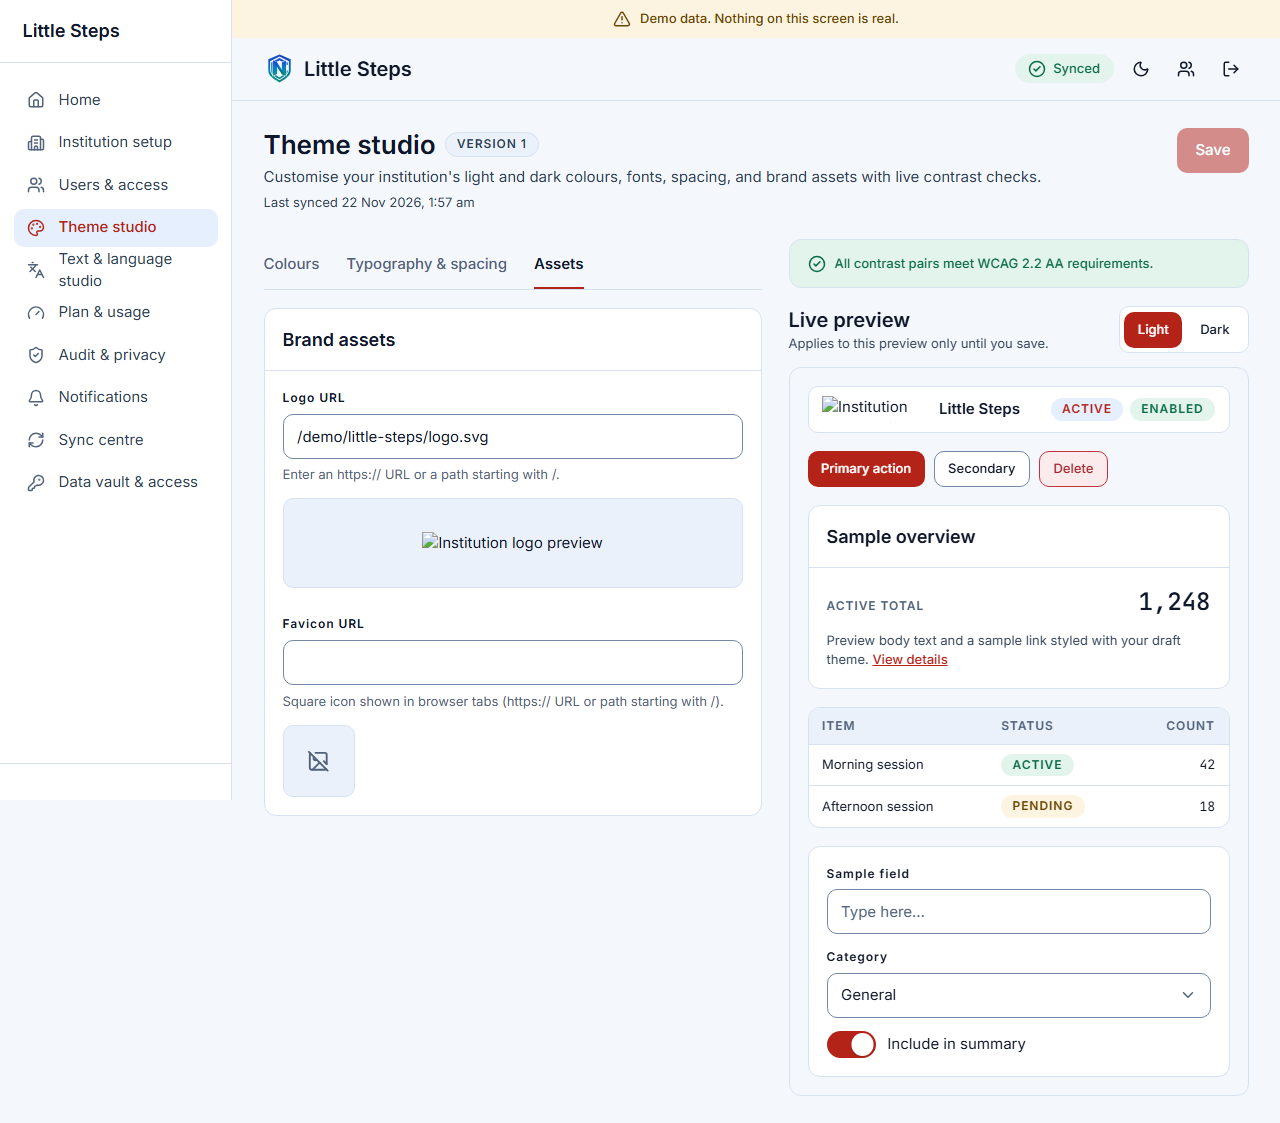 Little Steps
Home
Institution setup
Users & access
Theme studio
Text & language
studio
Plan & usage
Audit & privacy
Notifications
Sync centre
Data vault & access
Demo data. Nothing on this screen is real.
Little Steps
Synced
Theme studio
VERSION 1
Customise your institution's light and dark colours, fonts, spacing, and brand assets with live contrast checks.
Last synced 22 Nov 2026, 1:57 am
Save
Colours
Typography & spacing
Assets
Brand assets
Logo URL
/demo/little-steps/logo.svg
Enter an https:// URL or a path starting with /.
Institution logo preview
Favicon URL
Square icon shown in browser tabs (https:// URL or path starting with /).
All contrast pairs meet WCAG 2.2 AA requirements.
Live preview
Applies to this preview only until you save.
Light
Dark
Institution
Little Steps
ACTIVE
ENABLED
Primary action
Secondary
Delete
Sample overview
ACTIVE TOTAL
1,248
Preview body text and a sample link styled with your draft
theme. View details
ITEM STATUS COUNT
Morning session ACTIVE 42
Afternoon session PENDING 18
Sample field
Type here...
Category
General
Include in summary